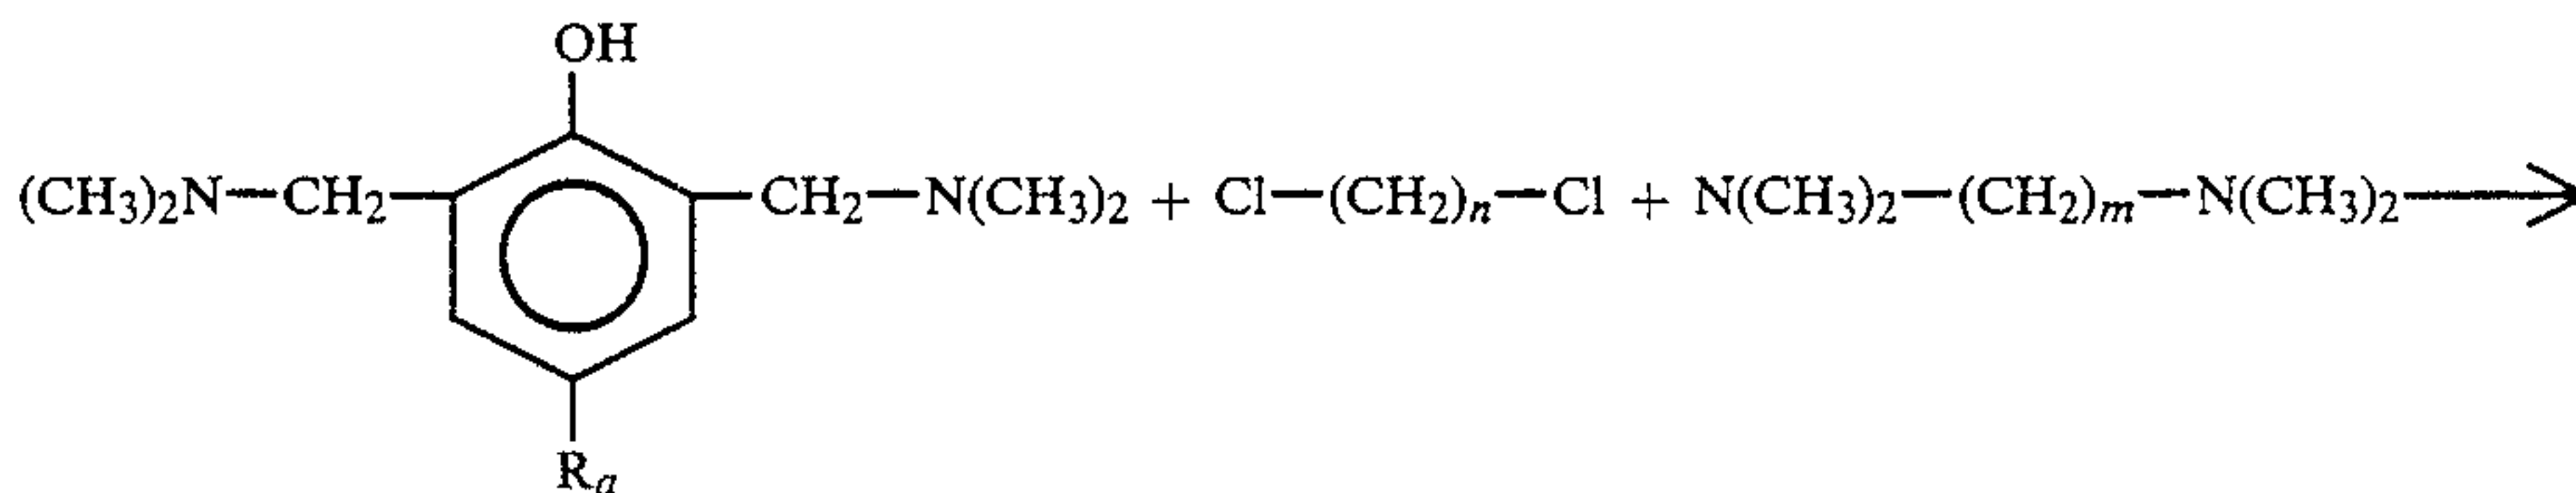 OH
(CH3)2N—CH2 CH2—N(CH3)2 + Cl—(CH2)n—Cl + N(CH3)2—(CH2)m—N(CH3)2 ⟶
Ra